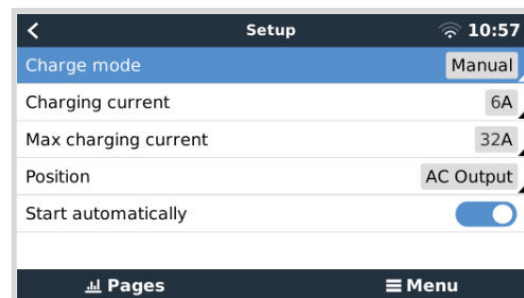 Setup 10:57
Charge mode Manual
Charging current 6A
Max charging current 32A
Position AC Output
Start automatically
Pages Menu